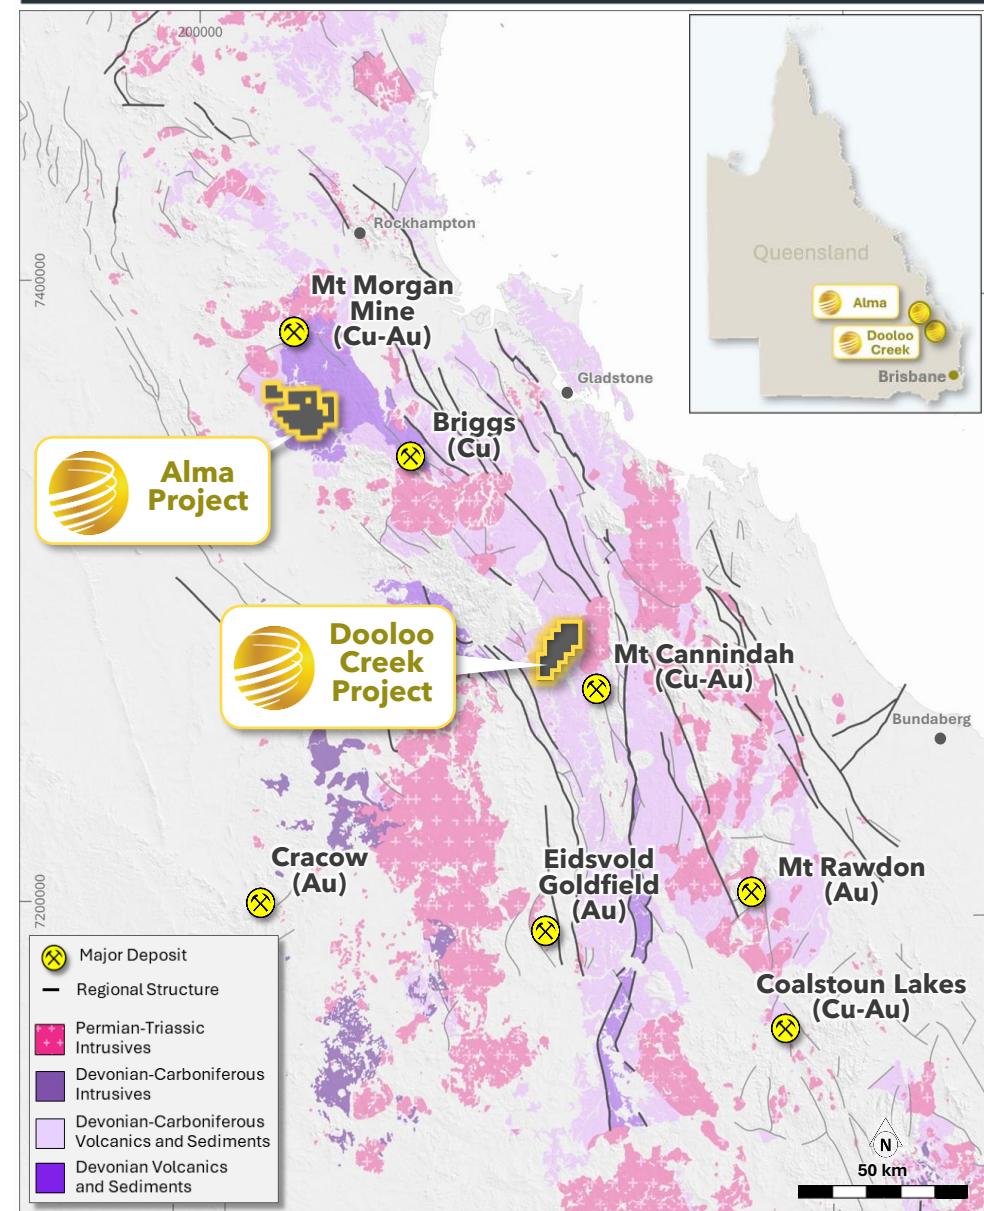 200000
Rockhampton
7400000
Mt Morgan
Mine
(Cu-Au)
Gladstone
Briggs
(Cu)
Alma
Project
Dooloo
Creek
Project
Mt Cannindah
(Cu-Au)
Bundaberg
Cracow
(Au)
Eidsvold
Goldfield
(Au)
Mt Rawdon
(Au)
7200000
Coalstoun Lakes
(Cu-Au)
Queensland
Alma
Dooloo
Creek
Brisbane
Major Deposit
Regional Structure
Permian-Triassic
Intrusives
Devonian-Carboniferous
Intrusives
Devonian-Carboniferous
Volcanics and Sediments
Devonian Volcanics
and Sediments
N
50 km